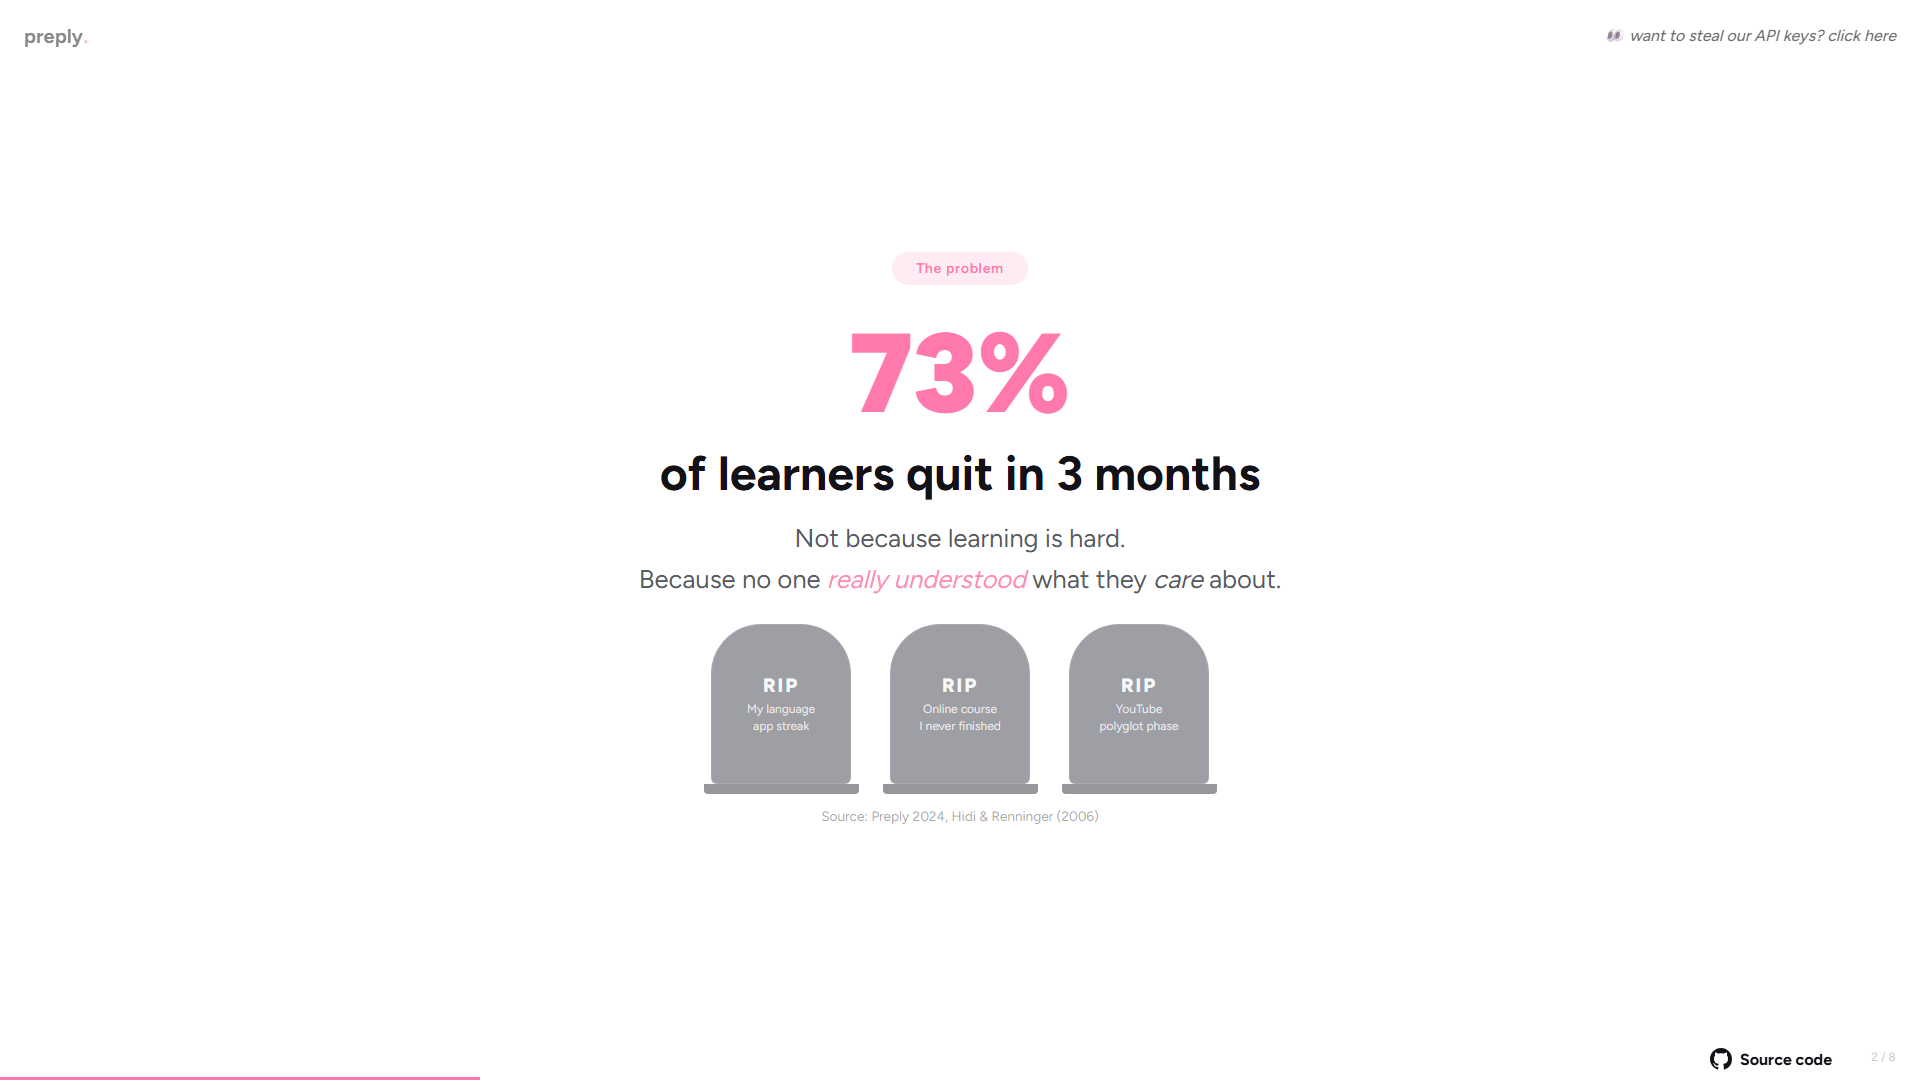 preply.
👀 want to steal our API keys? click here
The problem
73%
of learners quit in 3 months
Not because learning is hard.
Because no one really understood what they care about.
RIP
My language
app streak
RIP
Online course
I never finished
RIP
YouTube
polyglot phase
Source: Preply 2024, Hidi & Renninger (2006)
Source code
2 / 8